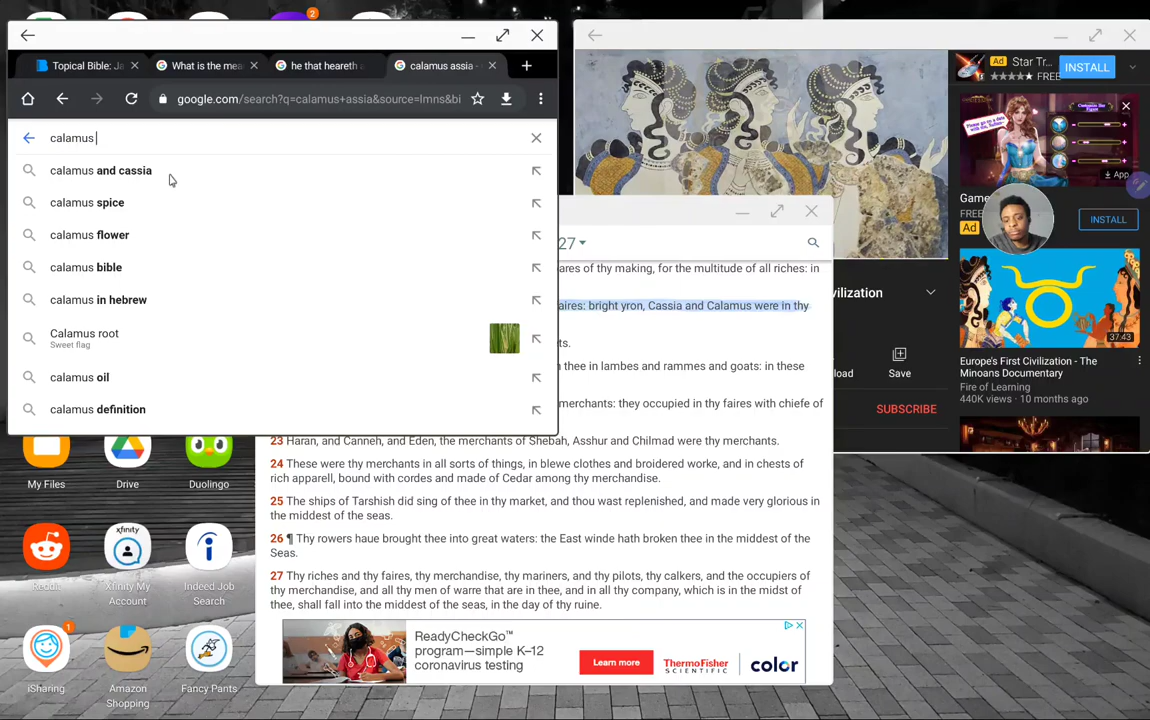 2
Topical Bible: Ja
What is the mea
he that heareth
calamus assia -
google.com/search?q=calamus+assia&source=lmns&bi
calamus
calamus and cassia
calamus spice
calamus flower
calamus bible
calamus in hebrew
Calamus root
Sweet flag
calamus oil
calamus definition
27
ares of thy making, for the multitude of all riches: in
aires: bright yron, Cassia and Calamus were in thy
ts.
n thee in lambes and rammes and goats: in these
merchants: they occupied in thy faires with chiefe of
23 Haran, and Canneh, and Eden, the merchants of Shebah, Asshur and Chilmad were thy merchants.
24 These were thy merchants in all sorts of things, in blewe clothes and broidered worke, and in chests of
rich apparell, bound with cordes and made of Cedar among thy merchandise.
25 The ships of Tarshish did sing of thee in thy market, and thou wast replenished, and made very glorious in
the middest of the seas.
26 ¶ Thy rowers haue brought thee into great waters: the East winde hath broken thee in the middest of the
Seas.
27 Thy riches and thy faires, thy merchandise, thy mariners, and thy pilots, thy calkers, and the occupiers of
thy merchandise, and all thy men of warre that are in thee, and in all thy company, which is in the midst of
thee, shall fall into the middest of the seas, in the day of thy ruine.
ReadyCheckGo™
program—simple K–12
coronavirus testing
Learn more
ThermoFisher
SCIENTIFIC
color
Ad Star Tr...
FREE
INSTALL
Please go on a date
with me, Sailor~
App
Game
FREE
Ad
INSTALL
ivilization
load
Save
SUBSCRIBE
37:43
Europe's First Civilization - The
Minoans Documentary
Fire of Learning
440K views · 10 months ago
My Files
Drive
Duolingo
Reddit
xfinity
Xfinity My
Account
Indeed Job
Search
1
iSharing
Amazon
Shopping
Fancy Pants